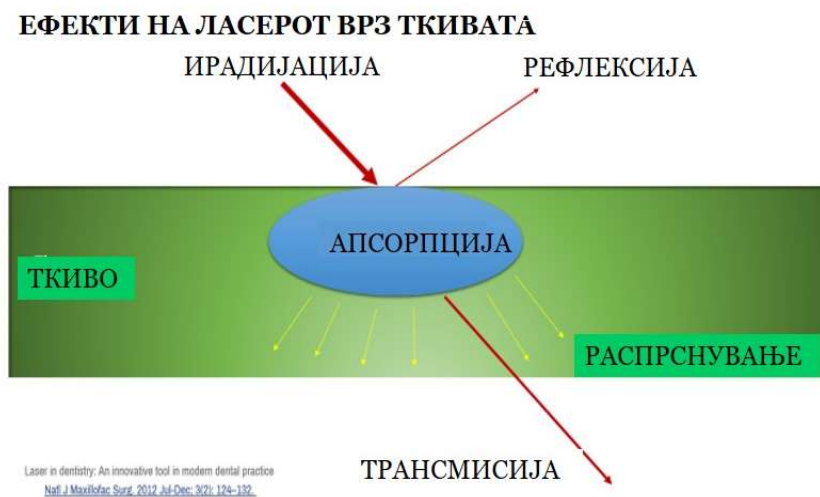 ЕФЕКТИ НА ЛАСЕРОТ ВРЗ ТКИВАТА
ИРАДИЈАЦИЈА
РЕФЛЕКСИЈА
АПСОРПЦИЈА
ТКИВО
РАСПРСНУВАЊЕ
ТРАНСМИСИЈА
Laser in dentistry: An innovative tool in modern dental practice
Natl J Maxillofac Surg. 2012 Jul-Dec; 3(2): 124–132.